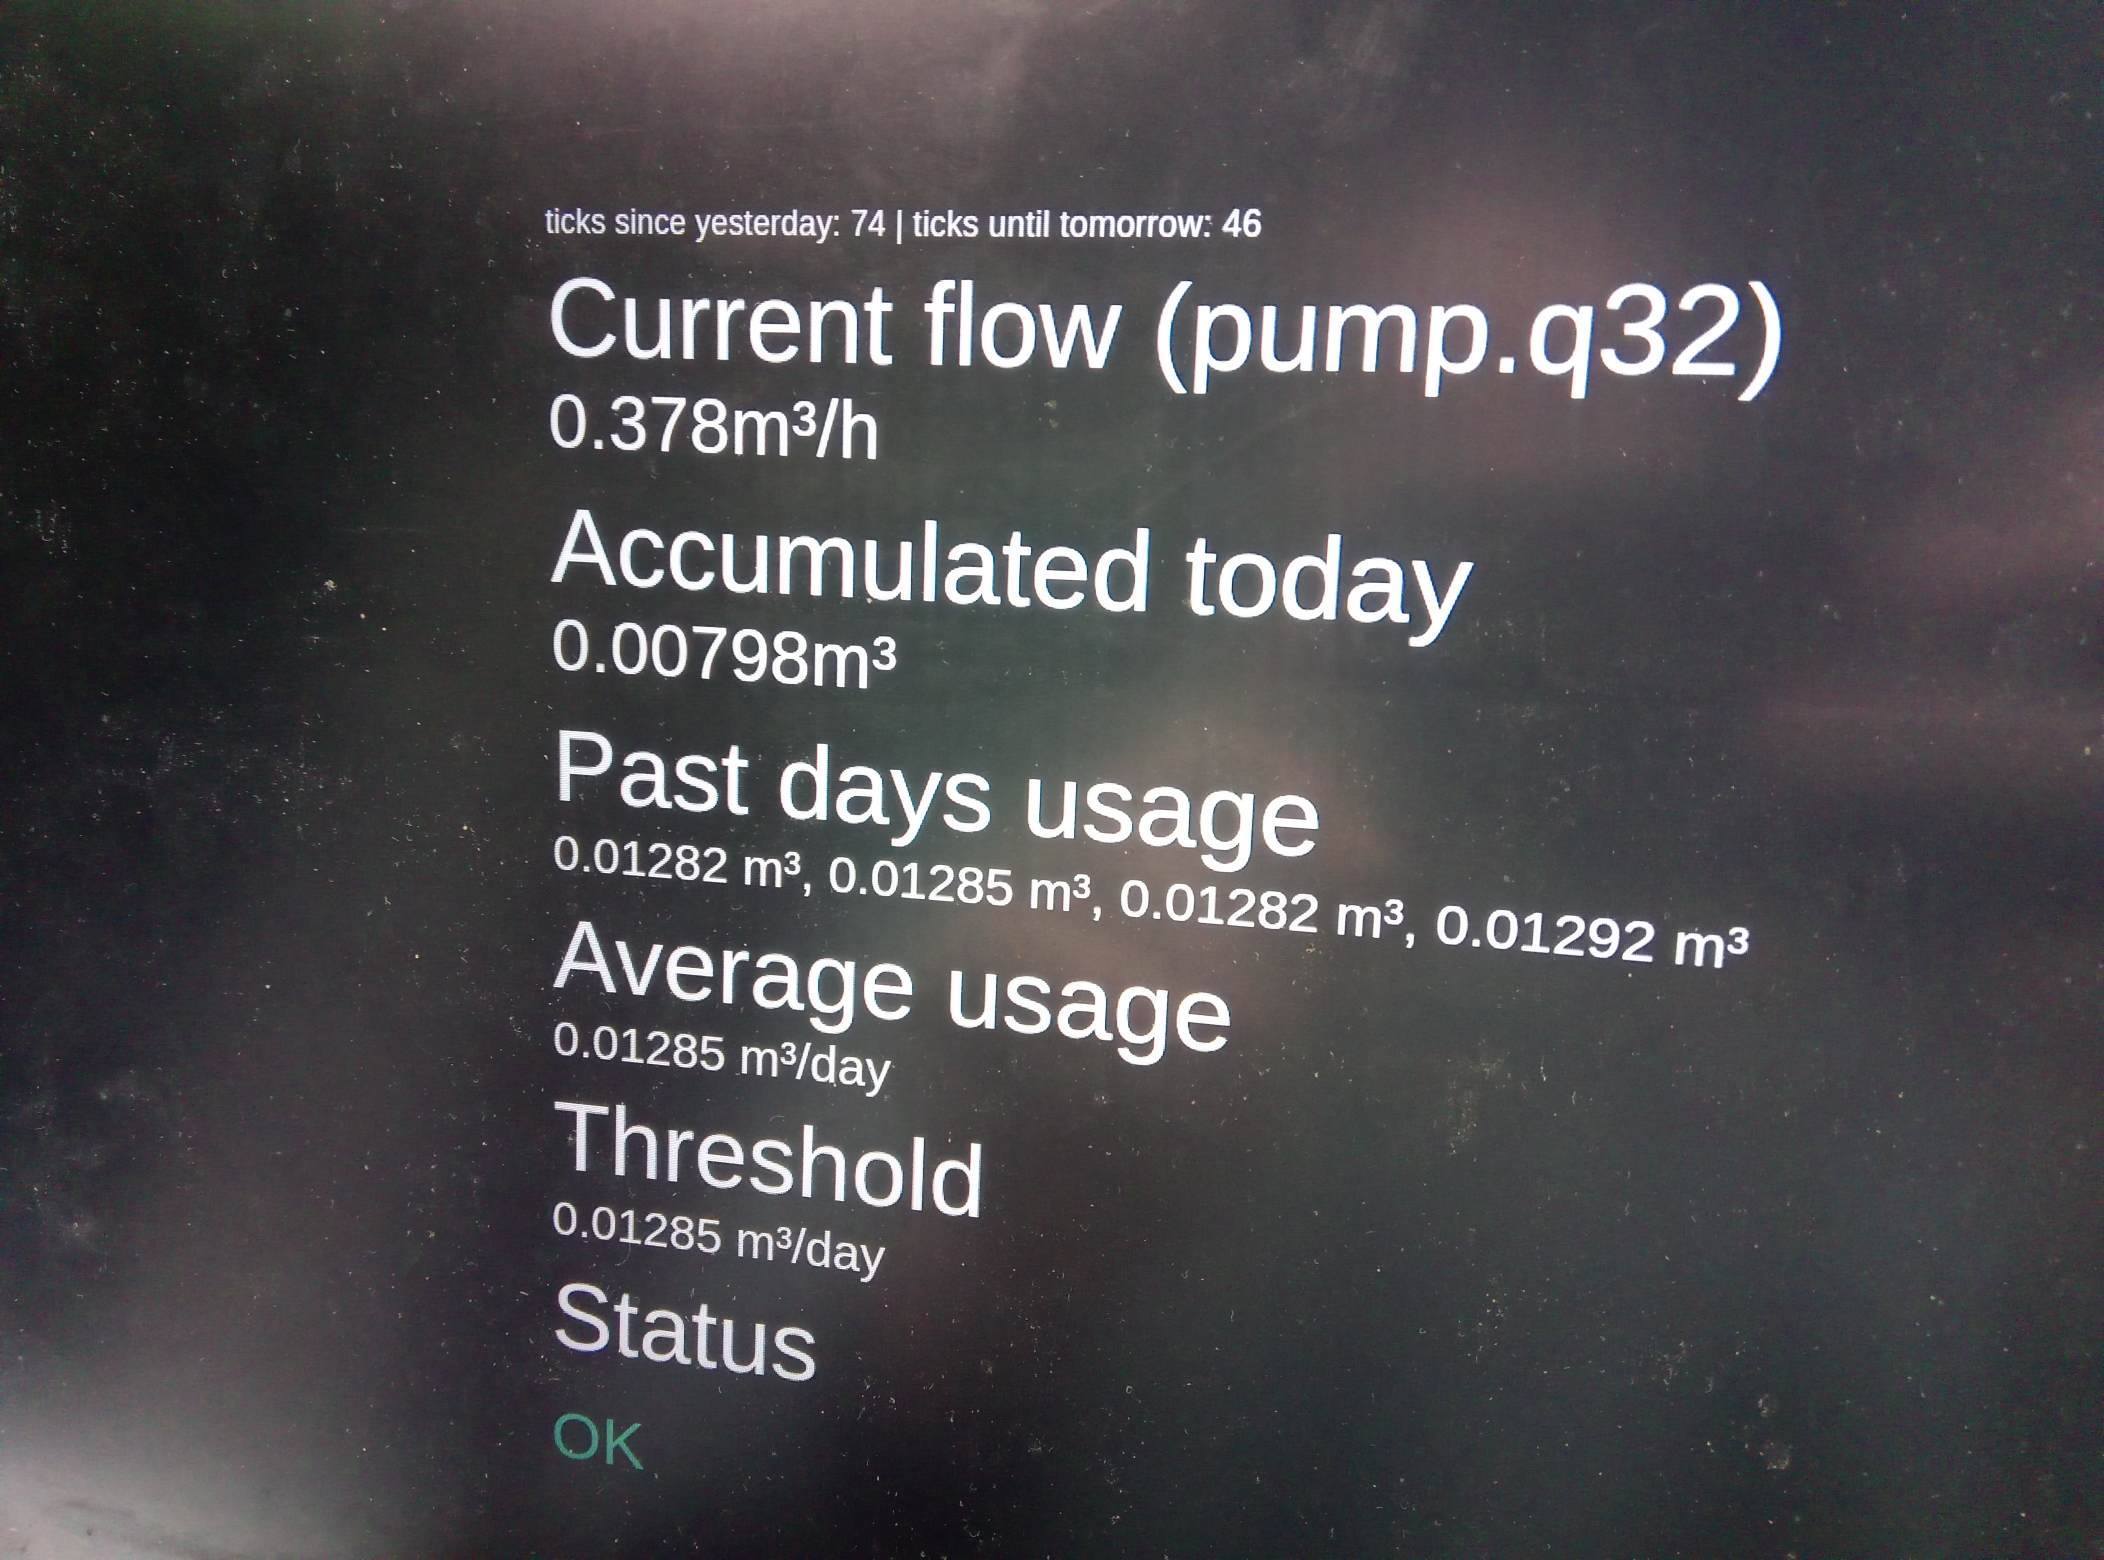 ticks since yesterday: 74 | ticks until tomorrow: 46
Current flow (pump.q32)
0.378m³/h
Accumulated today
0.00798m³
Past days usage
0.01282 m³, 0.01285 m³, 0.01282 m³, 0.01292 m³
Average usage
0.01285 m³/day
Threshold
0.01285 m³/day
Status
OK